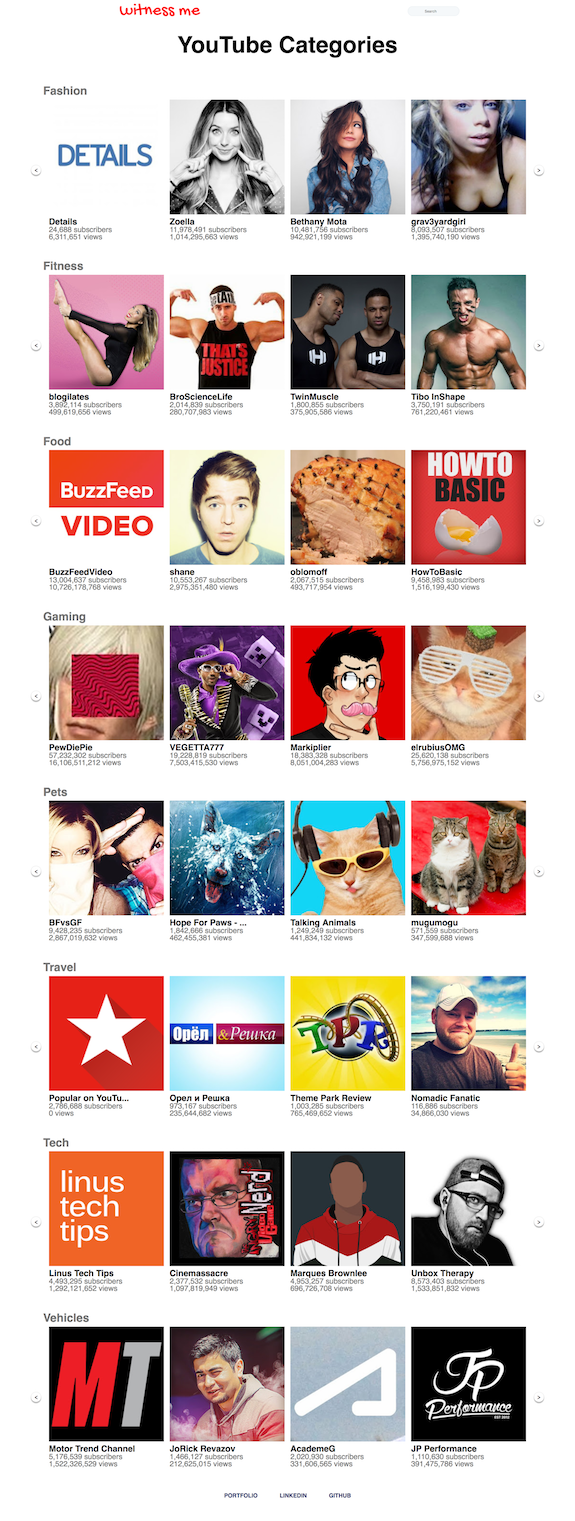 witness me
Search
YouTube Categories
Fashion
DETAILS
Details
24,688 subscribers
6,311,651 views
Zoella
11,978,491 subscribers
1,014,295,663 views
Bethany Mota
10,481,756 subscribers
942,921,199 views
grav3yardgirl
8,093,507 subscribers
1,395,740,190 views
Fitness
THAT'S
JUSTICE
blogilates
3,892,114 subscribers
499,619,656 views
BroScienceLife
2,014,839 subscribers
280,707,983 views
TwinMuscle
1,800,855 subscribers
375,905,586 views
Tibo InShape
3,750,191 subscribers
761,220,461 views
Food
BUZZFEED
VIDEO
HOWTO
BASIC
BuzzFeedVideo
13,004,637 subscribers
10,726,178,768 views
shane
10,553,267 subscribers
2,975,351,480 views
oblomoff
2,067,515 subscribers
493,717,954 views
HowToBasic
9,458,983 subscribers
1,516,199,430 views
Gaming
PewDiePie
57,232,302 subscribers
16,106,511,212 views
VEGETTA777
19,228,819 subscribers
7,503,415,530 views
Markiplier
18,383,328 subscribers
8,051,004,283 views
elrubiusOMG
25,620,138 subscribers
5,756,975,152 views
Pets
BFvsGF
9,428,235 subscribers
2,867,019,632 views
Hope For Paws - ...
1,842,666 subscribers
462,455,381 views
Talking Animals
1,249,249 subscribers
441,834,132 views
mugumogu
571,559 subscribers
347,599,688 views
Travel
Орёл & Решка
TPR
Popular on YouTu...
2,786,688 subscribers
0 views
Орел и Решка
973,167 subscribers
235,644,682 views
Theme Park Review
1,003,285 subscribers
765,469,652 views
Nomadic Fanatic
116,886 subscribers
34,866,030 views
Tech
linus
tech
tips
Nerd
Linus Tech Tips
4,493,295 subscribers
1,292,121,652 views
Cinemassacre
2,377,532 subscribers
1,097,819,949 views
Marques Brownlee
4,953,257 subscribers
696,726,708 views
Unbox Therapy
8,573,403 subscribers
1,533,851,832 views
Vehicles
MT
JP
Performance
EST 2012
Motor Trend Channel
5,176,539 subscribers
1,522,326,529 views
JoRick Revazov
1,466,127 subscribers
212,625,015 views
AcademeG
2,020,930 subscribers
331,606,565 views
JP Performance
1,110,630 subscribers
391,475,786 views
PORTFOLIO
LINKEDIN
GITHUB